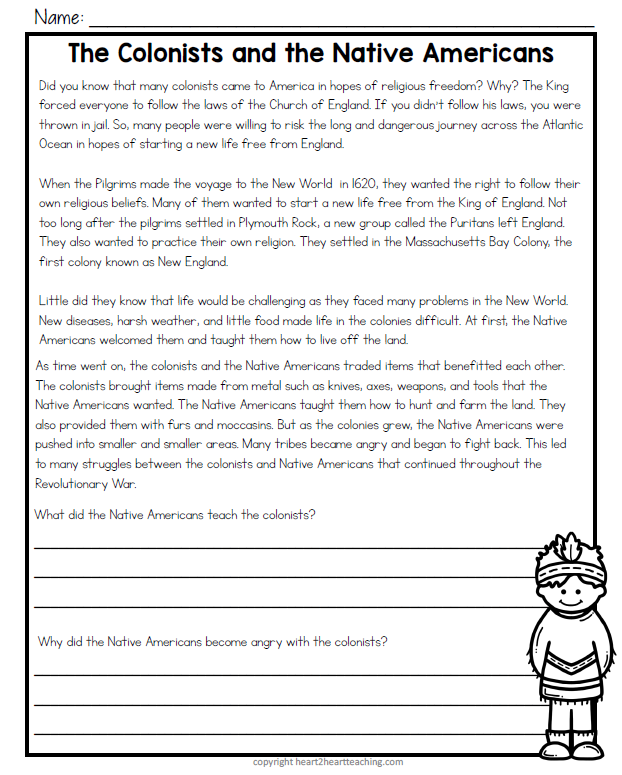 Name:
The Colonists and the Native Americans
Did you know that many colonists came to America in hopes of religious freedom? Why? The King
forced everyone to follow the laws of the Church of England. If you didn't follow his laws, you were
thrown in jail. So, many people were willing to risk the long and dangerous journey across the Atlantic
Ocean in hopes of starting a new life free from England.
When the Pilgrims made the voyage to the New World in 1620, they wanted the right to follow their
own religious beliefs. Many of them wanted to start a new life free from the King of England. Not
too long after the pilgrims settled in Plymouth Rock, a new group called the Puritans left England.
They also wanted to practice their own religion. They settled in the Massachusetts Bay Colony, the
first colony known as New England.
Little did they know that life would be challenging as they faced many problems in the New World.
New diseases, harsh weather, and little food made life in the colonies difficult. At first, the Native
Americans welcomed them and taught them how to live off the land.
As time went on, the colonists and the Native Americans traded items that benefitted each other.
The colonists brought items made from metal such as knives, axes, weapons, and tools that the
Native Americans wanted. The Native Americans taught them how to hunt and farm the land. They
also provided them with furs and moccasins. But as the colonies grew, the Native Americans were
pushed into smaller and smaller areas. Many tribes became angry and began to fight back. This led
to many struggles between the colonists and Native Americans that continued throughout the
Revolutionary War.
What did the Native Americans teach the colonists?
Why did the Native Americans become angry with the colonists?
copyright heart2heartteaching.com